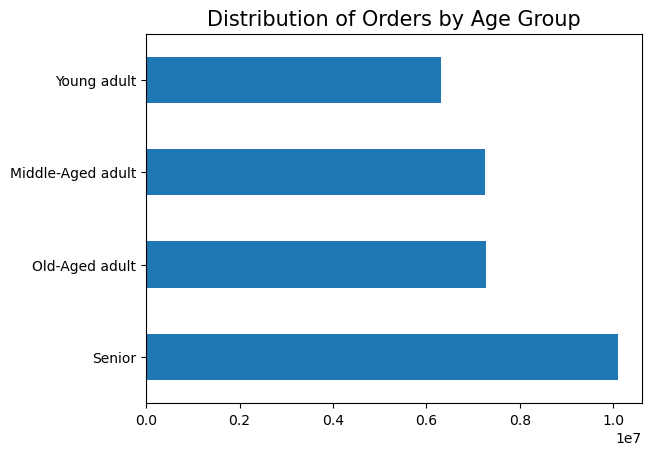 Distribution of Orders by Age Group
Young adult
Middle-Aged adult
Old-Aged adult
Senior
0.0 0.2 0.4 0.6 0.8 1.0
1e7